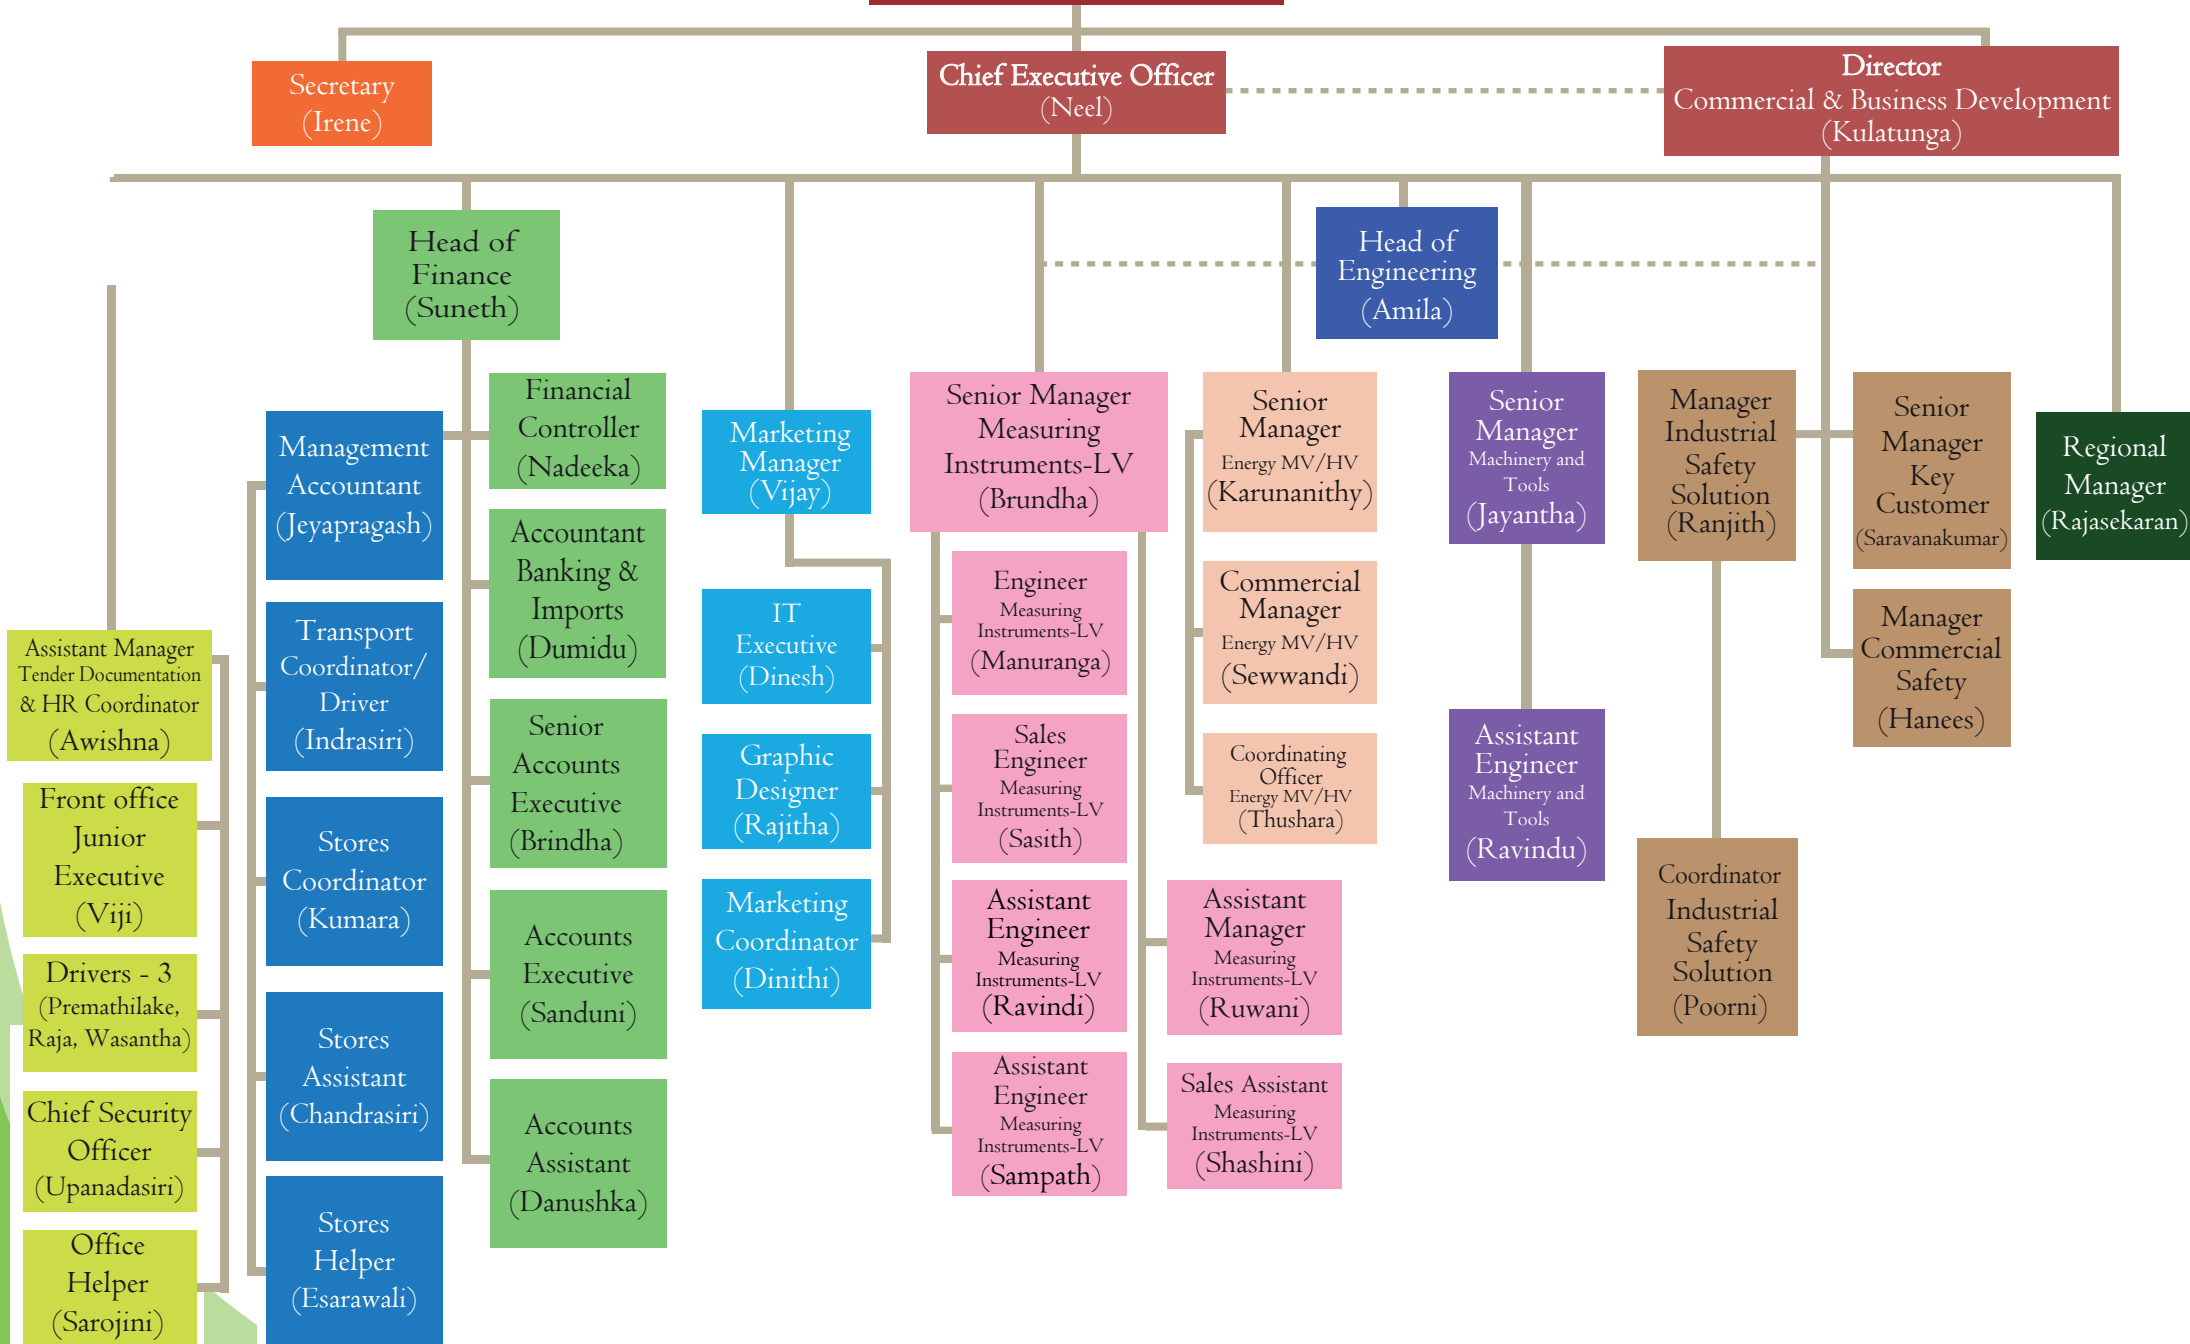 Secretary
(Irene)
Chief Executive Officer
(Neel)
Director
Commercial & Business Development
(Kulatunga)
Head of
Finance
(Suneth)
Head of
Engineering
(Amila)
Assistant Manager
Tender Documentation
& HR Coordinator
(Awishna)
Front office
Junior
Executive
(Viji)
Drivers - 3
(Premathilake,
Raja, Wasantha)
Chief Security
Officer
(Upanadasiri)
Office
Helper
(Sarojini)
Management
Accountant
(Jeyapragash)
Transport
Coordinator/
Driver
(Indrasiri)
Stores
Coordinator
(Kumara)
Stores
Assistant
(Chandrasiri)
Stores
Helper
(Esarawali)
Financial
Controller
(Nadeeka)
Accountant
Banking &
Imports
(Dumidu)
Senior
Accounts
Executive
(Brindha)
Accounts
Executive
(Sanduni)
Accounts
Assistant
(Danushka)
Marketing
Manager
(Vijay)
IT
Executive
(Dinesh)
Graphic
Designer
(Rajitha)
Marketing
Coordinator
(Dinithi)
Senior Manager
Measuring
Instruments-LV
(Brundha)
Engineer
Measuring
Instruments-LV
(Manuranga)
Sales
Engineer
Measuring
Instruments-LV
(Sasith)
Assistant
Engineer
Measuring
Instruments-LV
(Ravindi)
Assistant
Engineer
Measuring
Instruments-LV
(Sampath)
Assistant
Manager
Measuring
Instruments-LV
(Ruwani)
Sales Assistant
Measuring
Instruments-LV
(Shashini)
Senior
Manager
Energy MV/HV
(Karunanithy)
Commercial
Manager
Energy MV/HV
(Sewwandi)
Coordinating
Officer
Energy MV/HV
(Thushara)
Senior
Manager
Machinery and
Tools
(Jayantha)
Assistant
Engineer
Machinery and
Tools
(Ravindu)
Manager
Industrial
Safety
Solution
(Ranjith)
Coordinator
Industrial
Safety
Solution
(Poorni)
Senior
Manager
Key
Customer
(Saravanakumar)
Manager
Commercial
Safety
(Hanees)
Regional
Manager
(Rajasekaran)